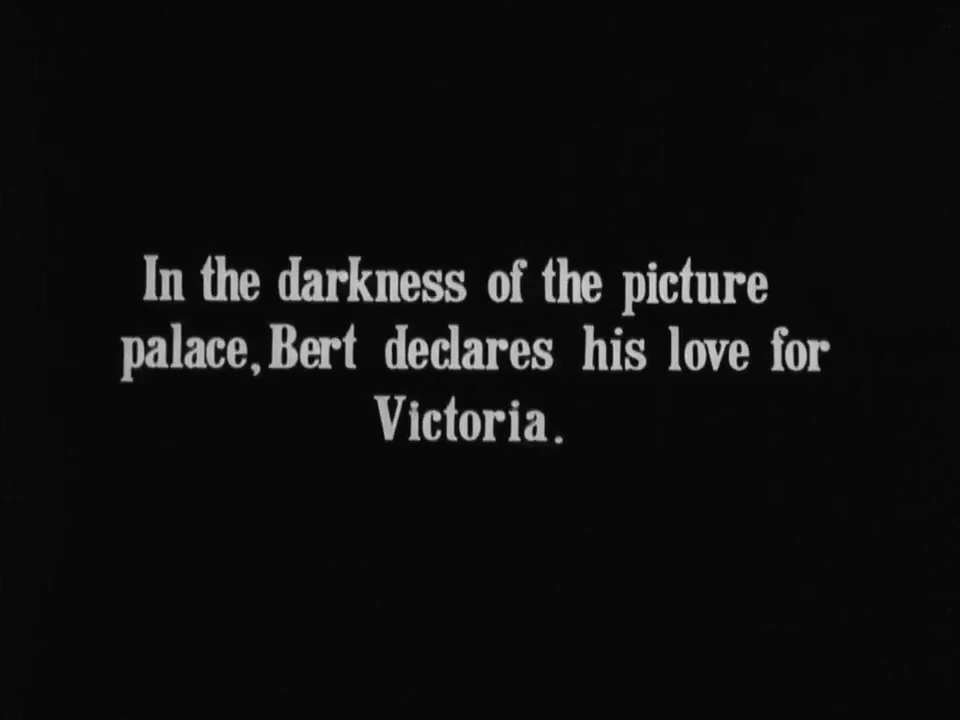 In the darkness of the picture
palace, Bert declares his love for
Victoria.